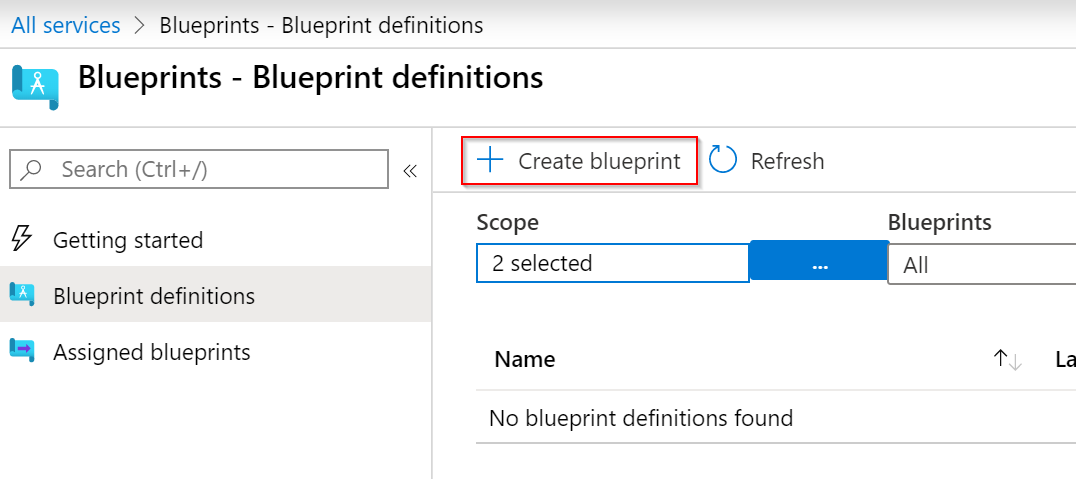 All services > Blueprints - Blueprint definitions
Blueprints - Blueprint definitions
Search (Ctrl+/) «
Getting started
Blueprint definitions
Assigned blueprints
+ Create blueprint Refresh
Scope Blueprints
2 selected ... All
Name ↑↓ La
No blueprint definitions found